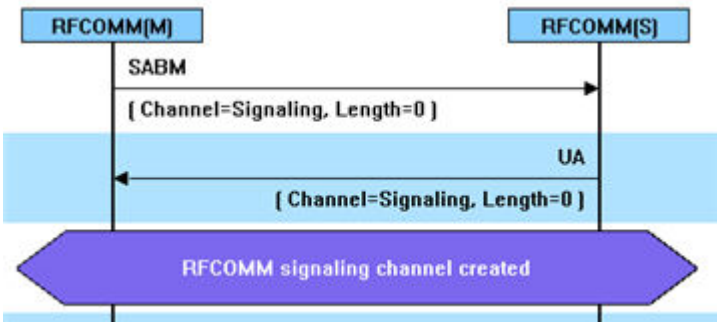 RFCOMM(M) RFCOMM(S)
SABM
( Channel=Signaling, Length=0 )
UA
( Channel=Signaling, Length=0 )
RFCOMM signaling channel created